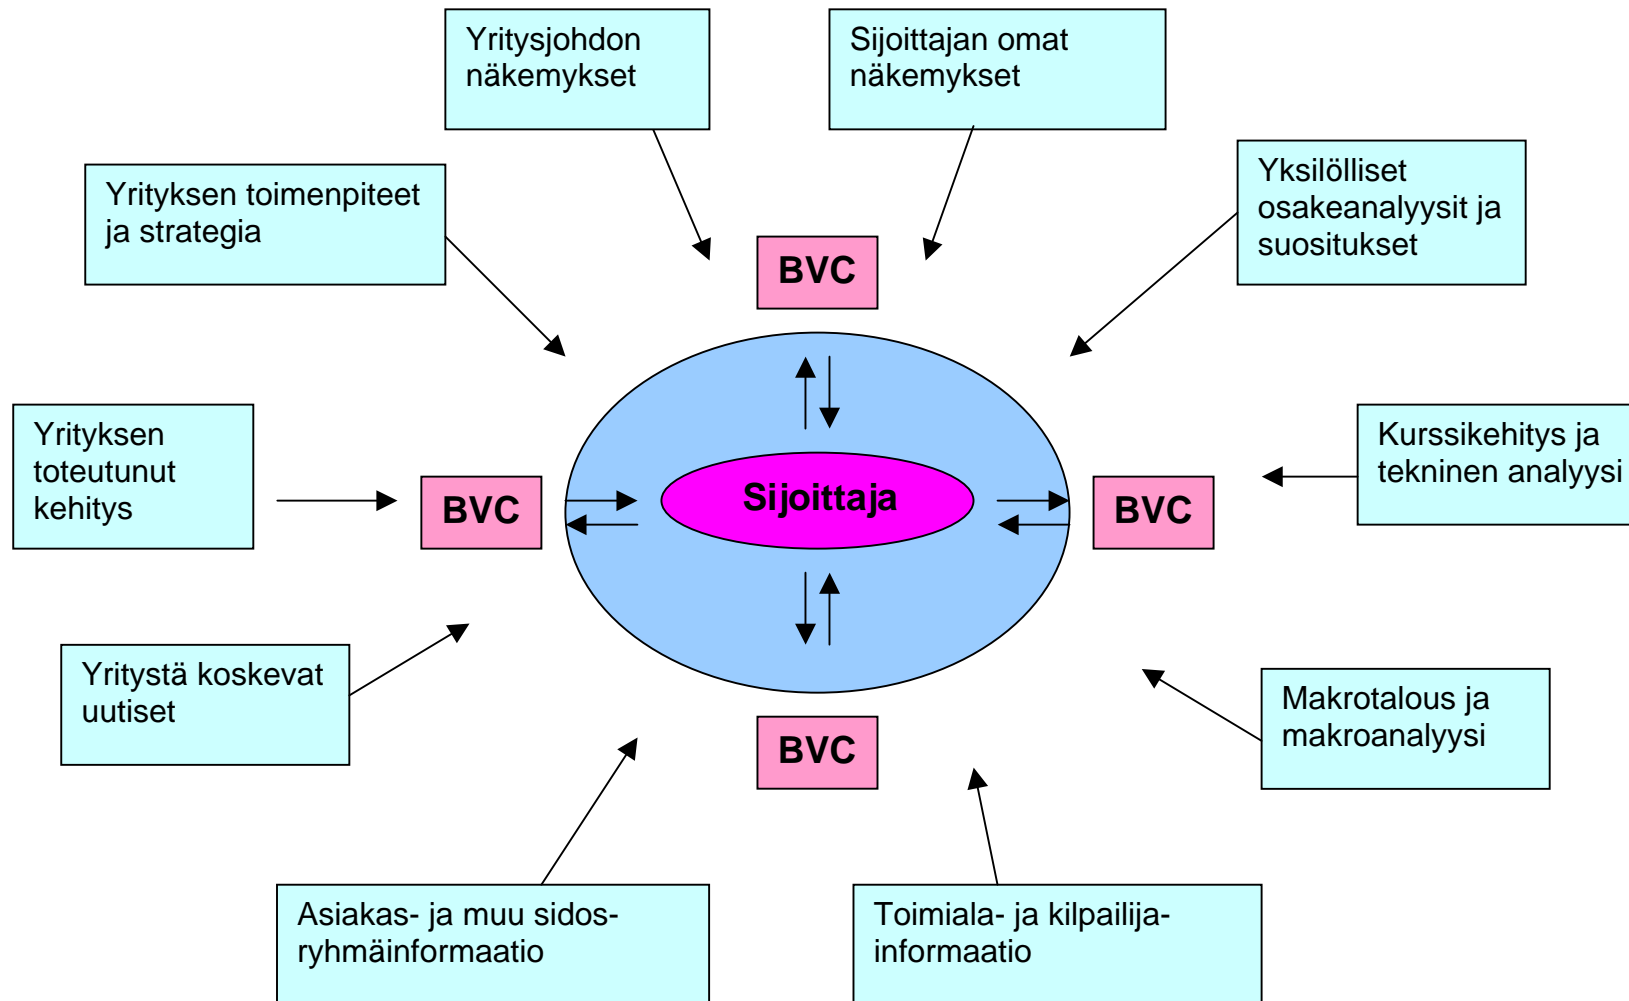 Yritysjohdon
näkemykset
Sijoittajan omat
näkemykset
Yksilölliset
osakeanalyysit ja
suositukset
Yrityksen toimenpiteet
ja strategia
BVC
Yrityksen
toteutunut
kehitys
BVC
Sijoittaja
BVC
Kurssikehitys ja
tekninen analyysi
Yritystä koskevat
uutiset
BVC
Makrotalous ja
makroanalyysi
Asiakas- ja muu sidos-
ryhmäinformaatio
Toimiala- ja kilpailija-
informaatio